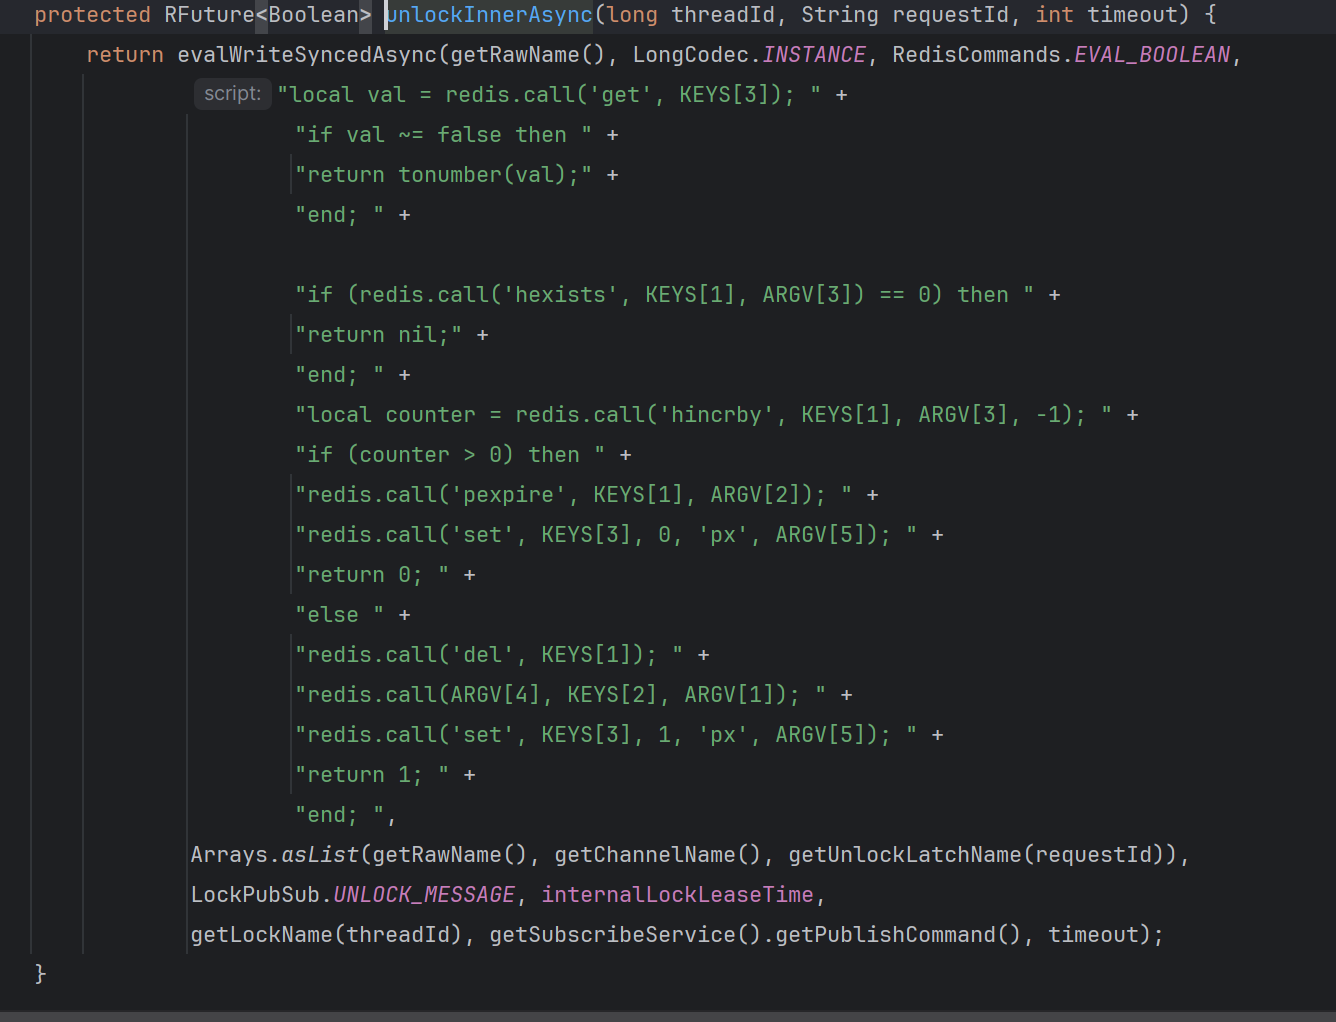 protected RFuture<Boolean> unlockInnerAsync(long threadId, String requestId, int timeout) {
return evalWriteSyncedAsync(getRawName(), LongCodec.INSTANCE, RedisCommands.EVAL_BOOLEAN,
script: "local val = redis.call('get', KEYS[3]); " +
"if val ~= false then " +
"return tonumber(val);" +
"end; " +
"if (redis.call('hexists', KEYS[1], ARGV[3]) == 0) then " +
"return nil;" +
"end; " +
"local counter = redis.call('hincrby', KEYS[1], ARGV[3], -1); " +
"if (counter > 0) then " +
"redis.call('pexpire', KEYS[1], ARGV[2]); " +
"redis.call('set', KEYS[3], 0, 'px', ARGV[5]); " +
"return 0; " +
"else " +
"redis.call('del', KEYS[1]); " +
"redis.call(ARGV[4], KEYS[2], ARGV[1]); " +
"redis.call('set', KEYS[3], 1, 'px', ARGV[5]); " +
"return 1; " +
"end; ",
Arrays.asList(getRawName(), getChannelName(), getUnlockLatchName(requestId)),
LockPubSub.UNLOCK_MESSAGE, internalLockLeaseTime,
getLockName(threadId), getSubscribeService().getPublishCommand(), timeout);
}